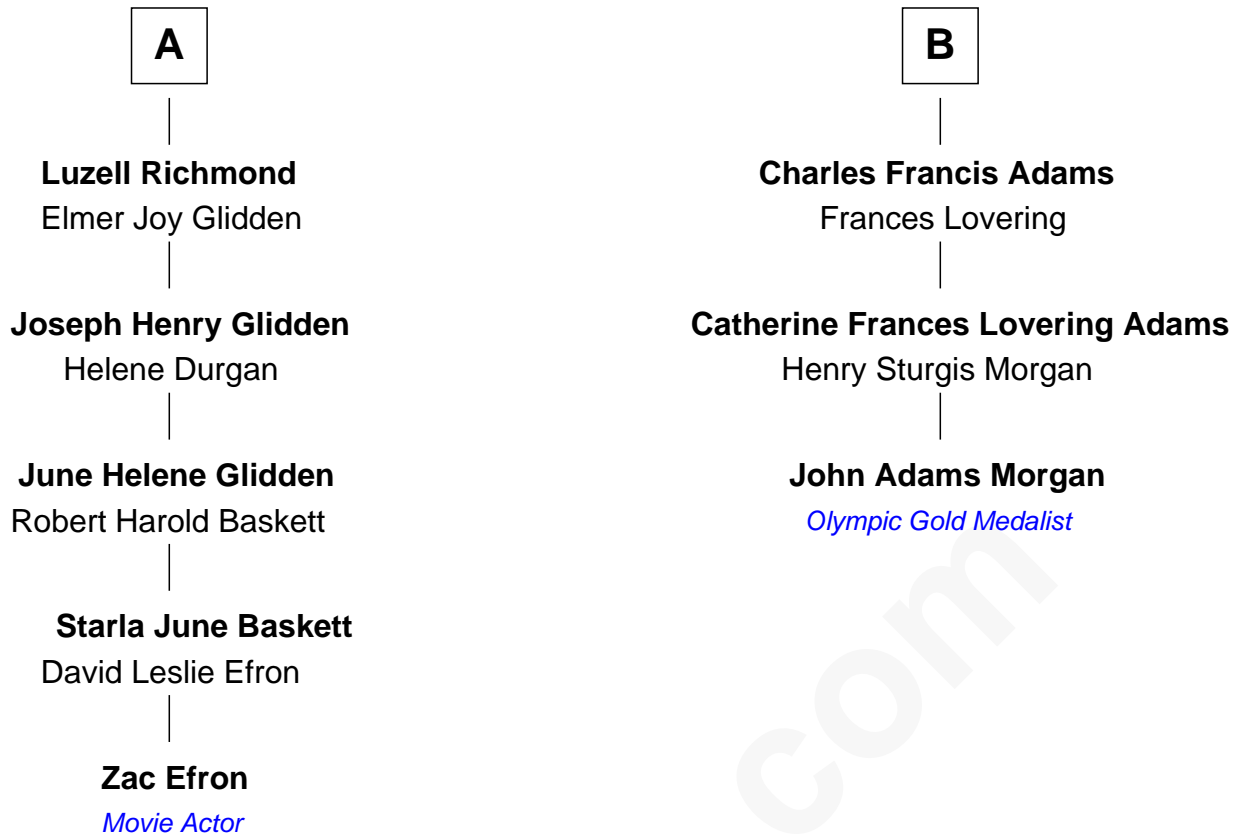 A
Luzell Richmond
Elmer Joy Glidden
Joseph Henry Glidden
Helene Durgan
June Helene Glidden
Robert Harold Baskett
Starla June Baskett
David Leslie Efron
Zac Efron
Movie Actor
B
Charles Francis Adams
Frances Lovering
Catherine Frances Lovering Adams
Henry Sturgis Morgan
John Adams Morgan
Olympic Gold Medalist
com